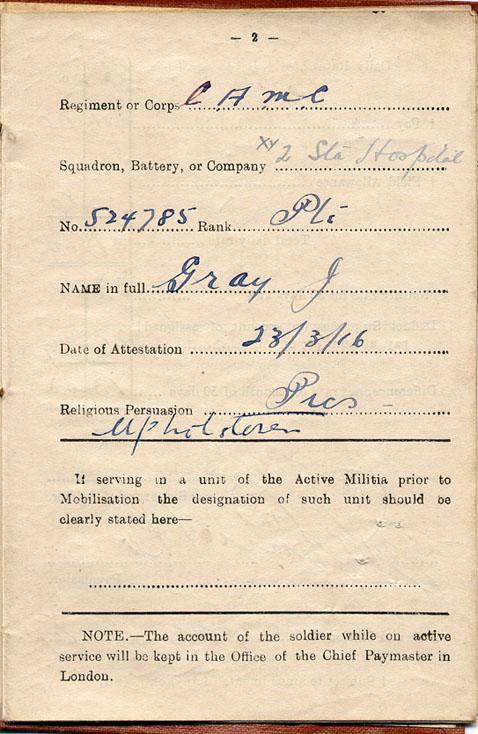 — 2 —
Regiment or Corps C A M C
Squadron, Battery, or Company XY 2 Sta Hospital
No. 524785 Rank Pte
NAME in full Gray J
Date of Attestation 23/3/16
Religious Persuasion Pres
Upholsterer
If serving in a unit of the Active Militia prior to
Mobilisation the designation of such unit should be
clearly stated here—
NOTE.—The account of the soldier while on active
service will be kept in the Office of the Chief Paymaster in
London.